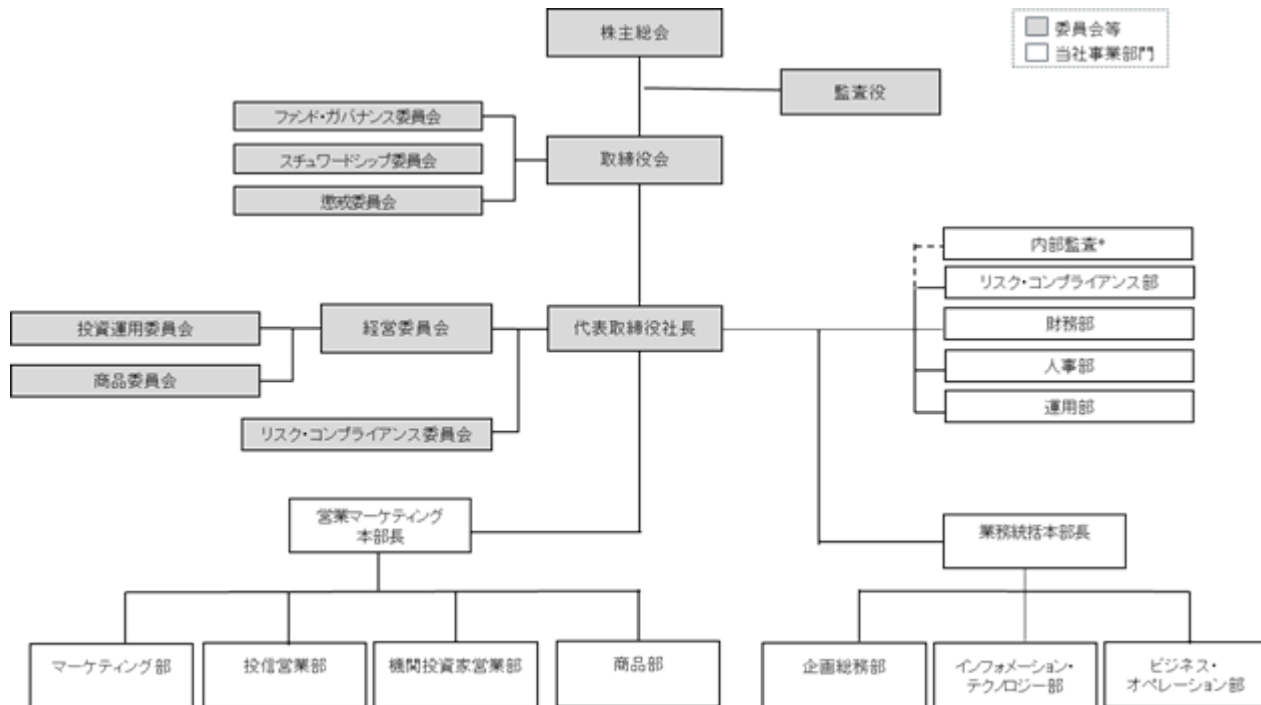 株主総会
委員会等
当社事業部門
監査役
ファンド・ガバナンス委員会
スチュワードシップ委員会
懲戒委員会
取締役会
内部監査*
リスク・コンプライアンス部
財務部
人事部
運用部
投資運用委員会
経営委員会
代表取締役社長
商品委員会
リスク・コンプライアンス委員会
営業マーケティング
本部長
業務統括本部長
マーケティング部
投信営業部
機関投資家営業部
商品部
企画総務部
インフォメーション・
テクノロジー部
ビジネス・
オペレーション部